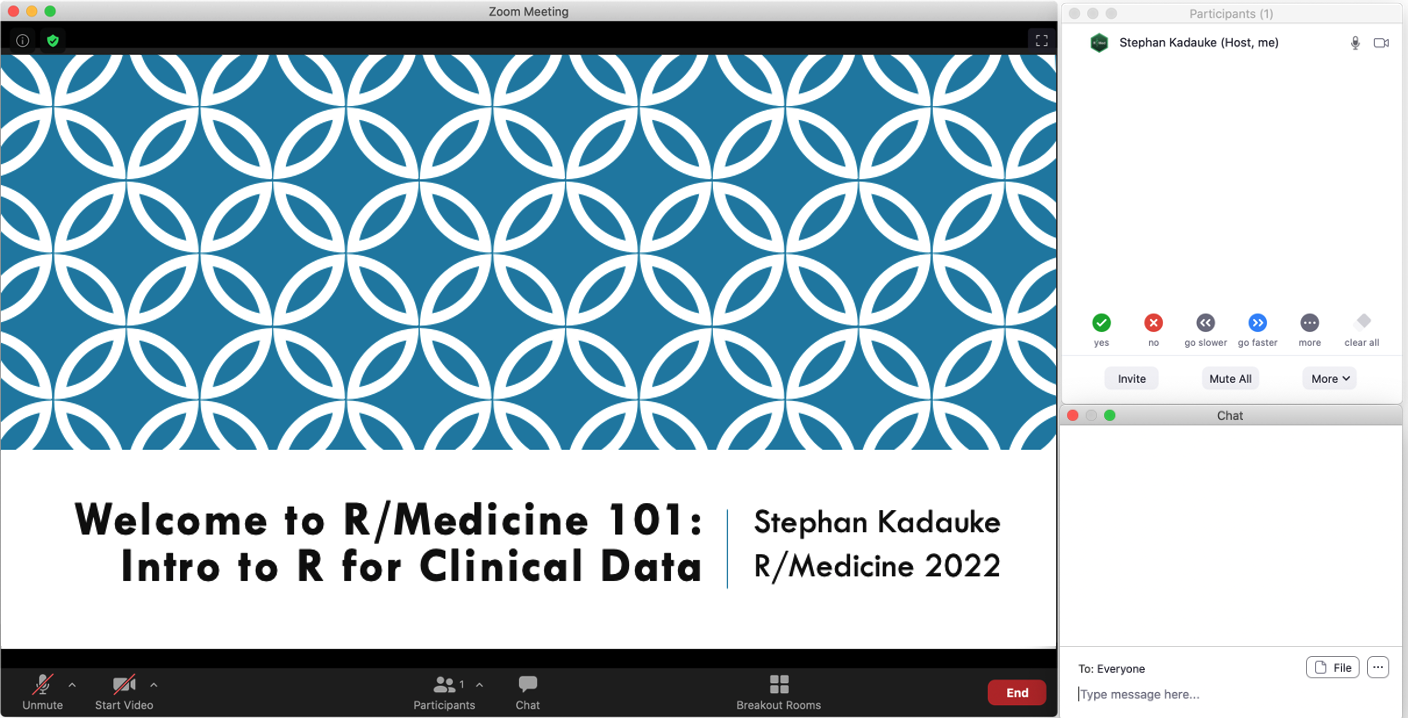 Zoom Meeting
Welcome to R/Medicine 101:
Intro to R for Clinical Data
Stephan Kadauke
R/Medicine 2022
Unmute
Start Video
1
Participants
Chat
Breakout Rooms
End
Participants (1)
Stephan Kadauke (Host, me)
yes no go slower go faster more clear all
Invite Mute All More
Chat
To: Everyone File
Type message here...